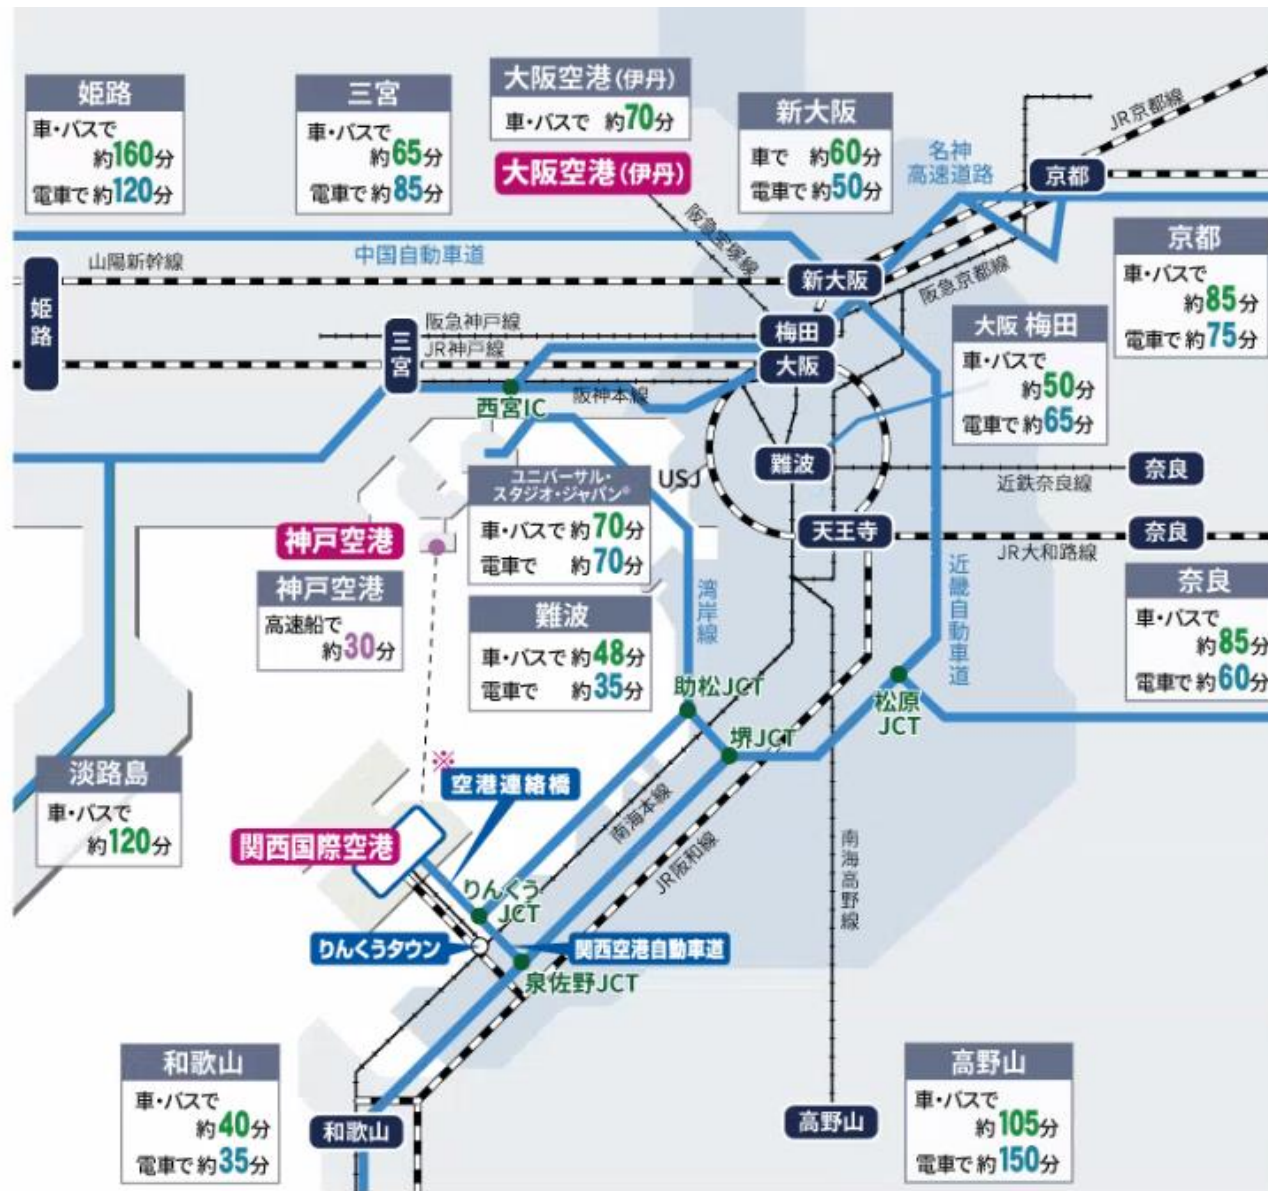 姫路
車・バスで
約160分
電車で約120分
三宮
車・バスで
約65分
電車で約85分
大阪空港(伊丹)
車・バスで 約70分
大阪空港(伊丹)
新大阪
車で 約60分
電車で約50分
名神
高速道路
JR京都線
京都
京都
車・バスで
約85分
電車で約75分
中国自動車道
山陽新幹線
阪急宝塚線
新大阪
阪急京都線
姫路
三宮
阪急神戸線
JR神戸線
梅田
大阪
大阪 梅田
車・バスで
約50分
電車で約65分
西宮IC
阪神本線
難波
奈良
近鉄奈良線
ユニバーサル・
スタジオ・ジャパン®
車・バスで 約70分
電車で 約70分
USJ
天王寺
奈良
JR大和路線
神戸空港
神戸空港
高速船で
約30分
難波
車・バスで 約48分
電車で 約35分
湾岸線
近畿自動車道
奈良
車・バスで
約85分
電車で約60分
助松JCT
堺JCT
松原
JCT
淡路島
車・バスで
約120分
※
空港連絡橋
関西国際空港
南海本線
JR阪和線
南海高野線
りんくう
JCT
りんくうタウン
関西空港自動車道
泉佐野JCT
和歌山
車・バスで
約40分
電車で約35分
和歌山
高野山
高野山
車・バスで
約105分
電車で約150分